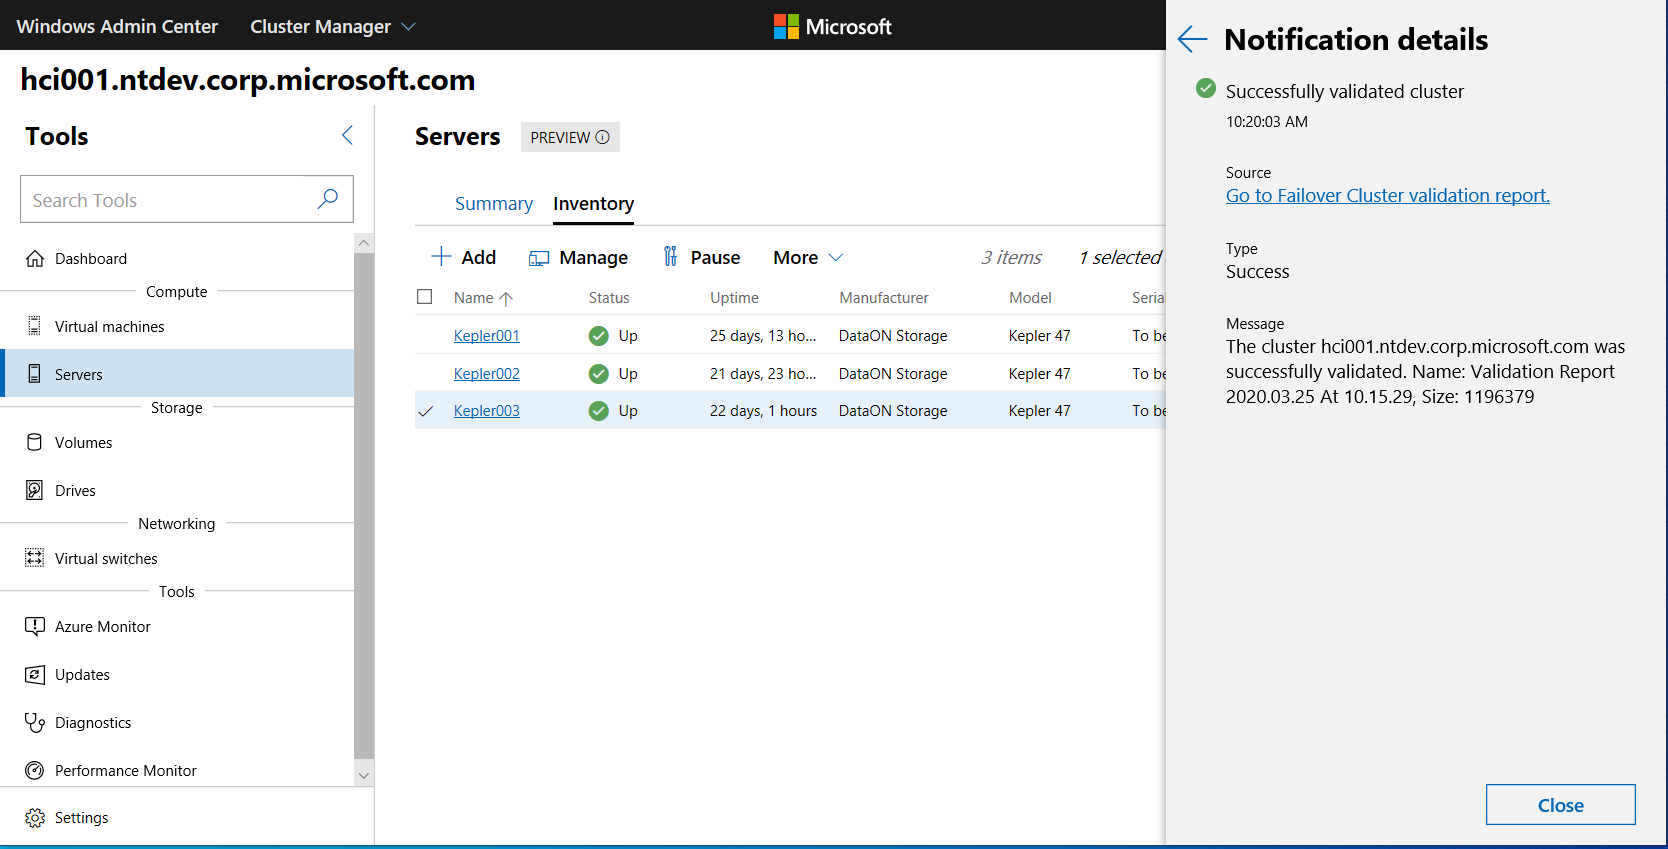 Windows Admin Center
Cluster Manager
Microsoft
hci001.ntdev.corp.microsoft.com
Tools
Search Tools
Dashboard
Compute
Virtual machines
Servers
Storage
Volumes
Drives
Networking
Virtual switches
Tools
Azure Monitor
Updates
Diagnostics
Performance Monitor
Settings
Servers PREVIEW
Summary Inventory
Add Manage Pause More 3 items 1 selected
Name Status Uptime Manufacturer Model Seria
Kepler001 Up 25 days, 13 ho... DataON Storage Kepler 47 To be
Kepler002 Up 21 days, 23 ho... DataON Storage Kepler 47 To be
Kepler003 Up 22 days, 1 hours DataON Storage Kepler 47 To be
Notification details
Successfully validated cluster
10:20:03 AM
Source
Go to Failover Cluster validation report.
Type
Success
Message
The cluster hci001.ntdev.corp.microsoft.com was
successfully validated. Name: Validation Report
2020.03.25 At 10.15.29, Size: 1196379
Close